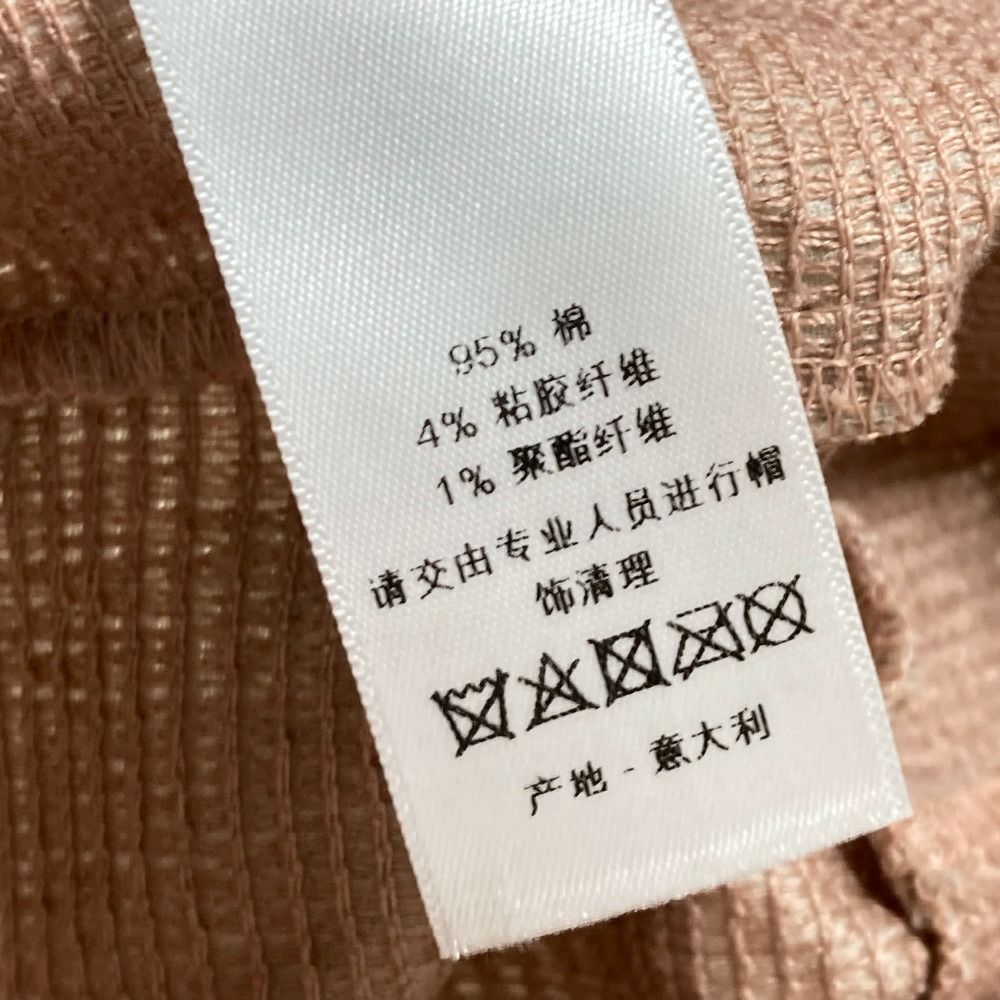 95% 棉
4% 粘胶纤维
1% 聚酯纤维
请交由专业人员进行帽
饰清理
产地 - 意大利